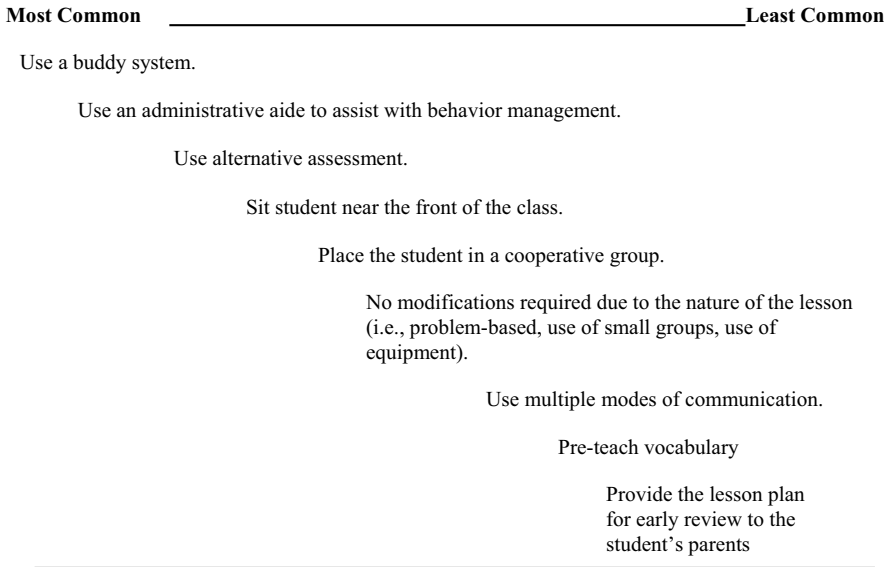 Most Common Least Common
Use a buddy system.
Use an administrative aide to assist with behavior management.
Use alternative assessment.
Sit student near the front of the class.
Place the student in a cooperative group.
No modifications required due to the nature of the lesson
(i.e., problem-based, use of small groups, use of
equipment).
Use multiple modes of communication.
Pre-teach vocabulary
Provide the lesson plan
for early review to the
student’s parents